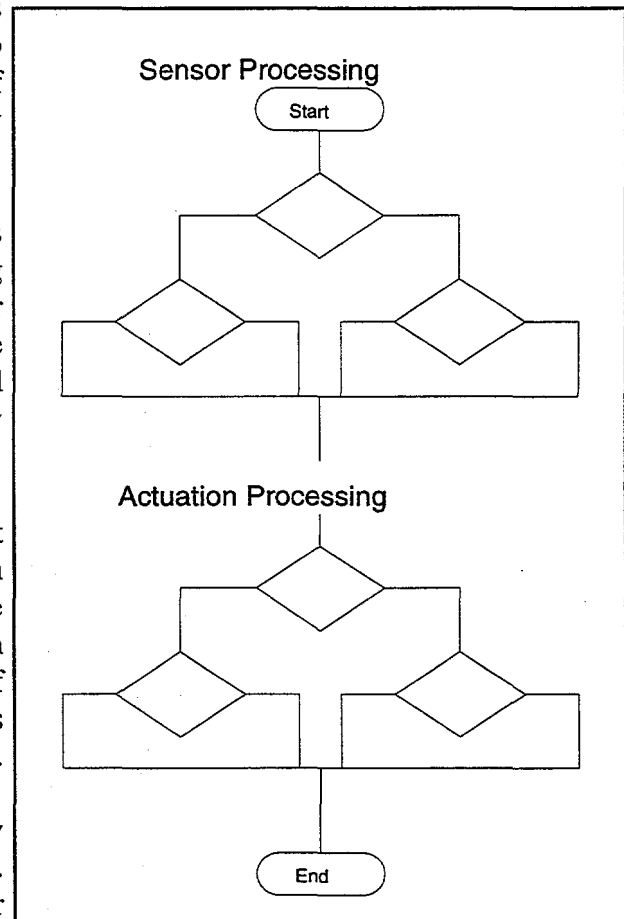 Sensor Processing
Start
Actuation Processing
End